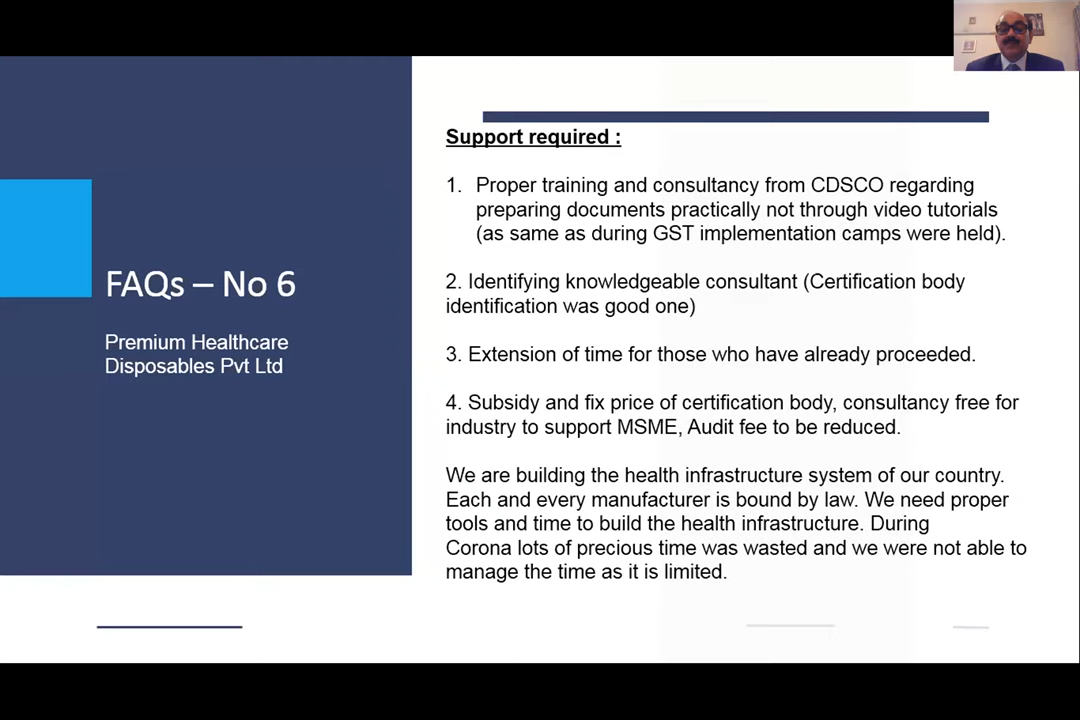 FAQs – No 6
Premium Healthcare
Disposables Pvt Ltd
Support required :
1. Proper training and consultancy from CDSCO regarding
preparing documents practically not through video tutorials
(as same as during GST implementation camps were held).
2. Identifying knowledgeable consultant (Certification body
identification was good one)
3. Extension of time for those who have already proceeded.
4. Subsidy and fix price of certification body, consultancy free for
industry to support MSME, Audit fee to be reduced.
We are building the health infrastructure system of our country.
Each and every manufacturer is bound by law. We need proper
tools and time to build the health infrastructure. During
Corona lots of precious time was wasted and we were not able to
manage the time as it is limited.